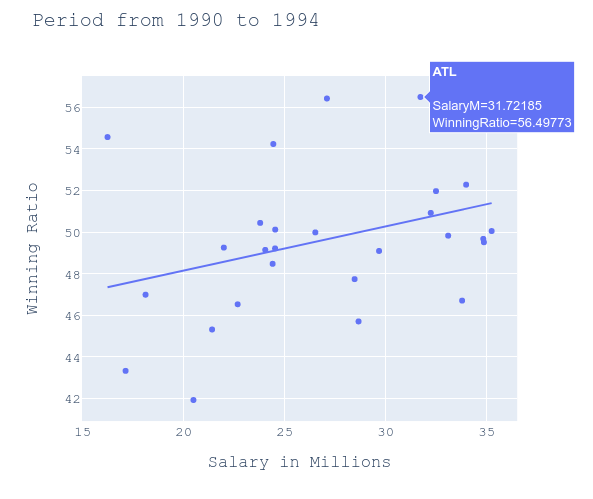 Period from 1990 to 1994
ATL
SalaryM=31.72185
WinningRatio=56.49773
Winning Ratio
56
54
52
50
48
46
44
42
15 20 25 30 35
Salary in Millions